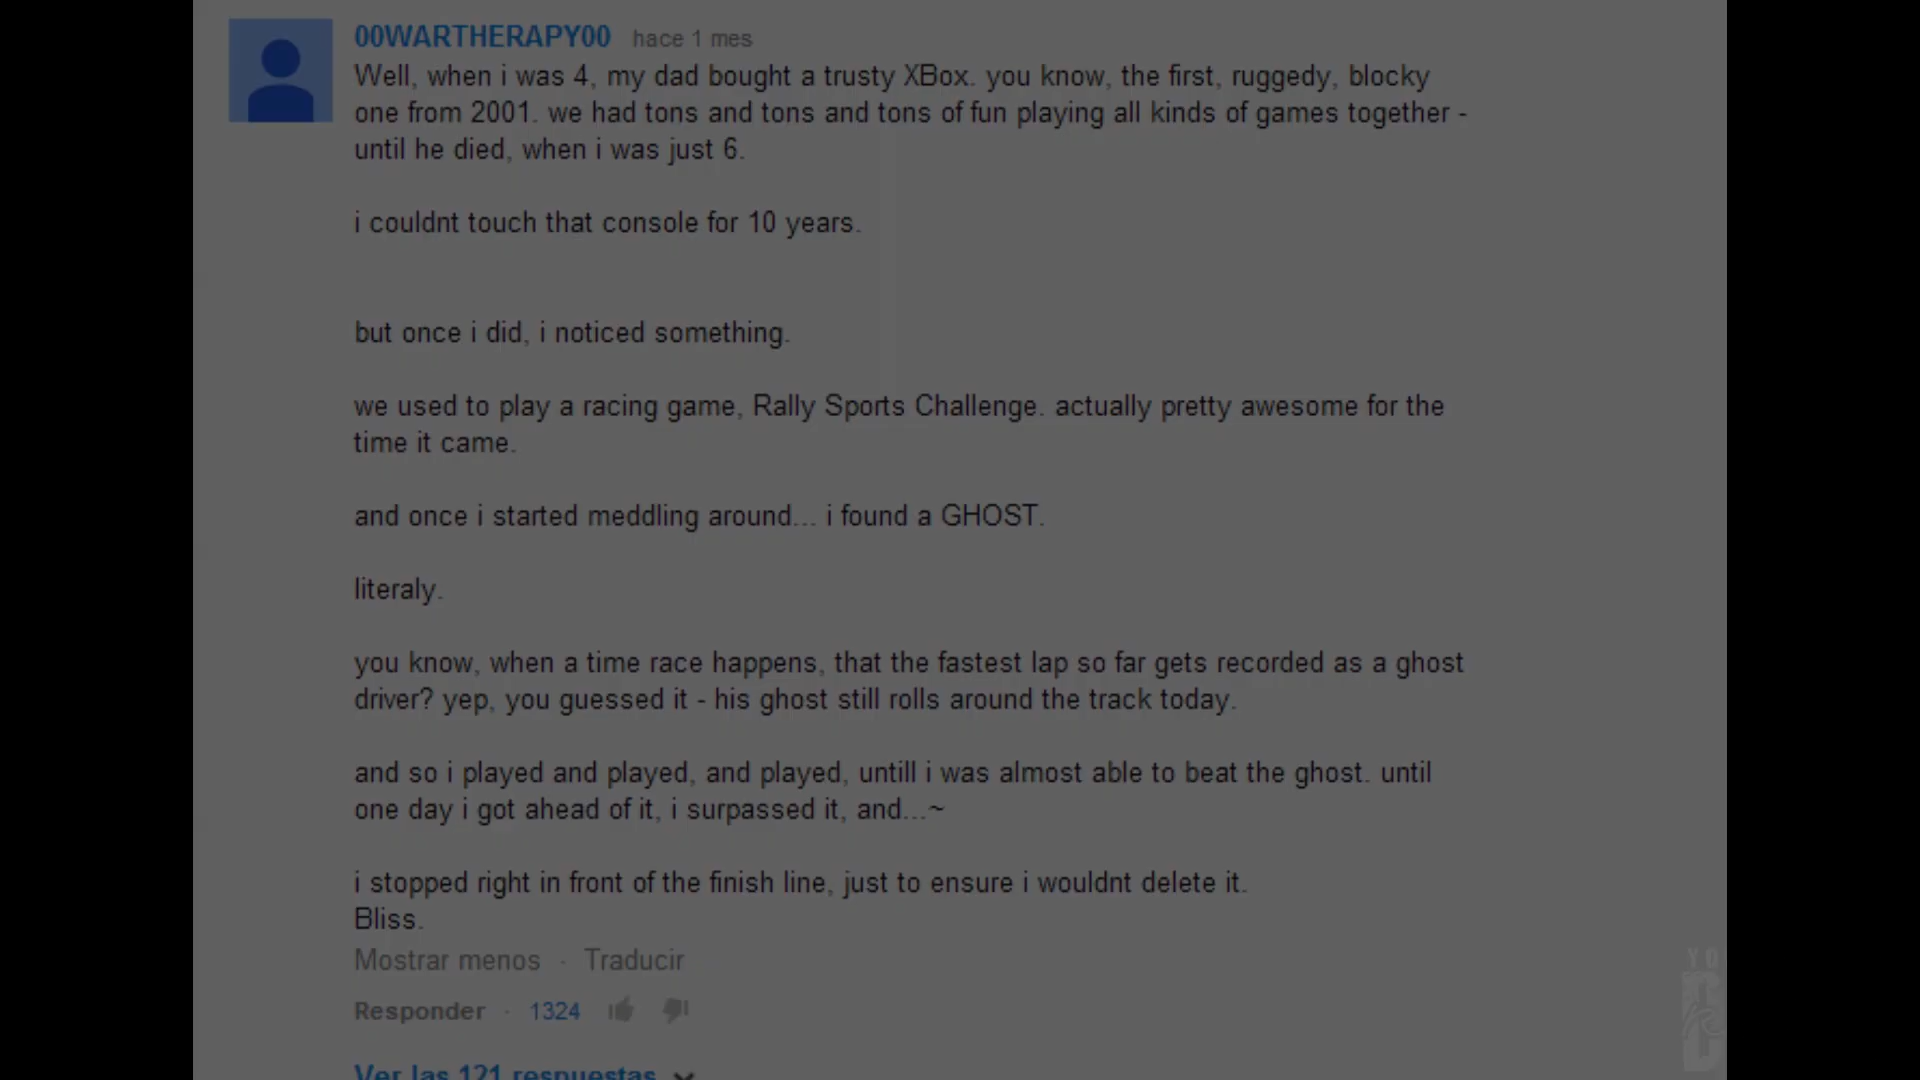 00WARTHERAPY00 hace 1 mes
Well, when i was 4, my dad bought a trusty XBox. you know, the first, ruggedy, blocky
one from 2001. we had tons and tons and tons of fun playing all kinds of games together -
until he died, when i was just 6.
i couldnt touch that console for 10 years.
but once i did, i noticed something.
we used to play a racing game, Rally Sports Challenge. actually pretty awesome for the
time it came.
and once i started meddling around... i found a GHOST.
literaly.
you know, when a time race happens, that the fastest lap so far gets recorded as a ghost
driver? yep, you guessed it - his ghost still rolls around the track today.
and so i played and played, and played, untill i was almost able to beat the ghost. until
one day i got ahead of it, i surpassed it, and...~
i stopped right in front of the finish line, just to ensure i wouldnt delete it.
Bliss.
Mostrar menos · Traducir
Responder · 1324
Ver las 121 respuestas